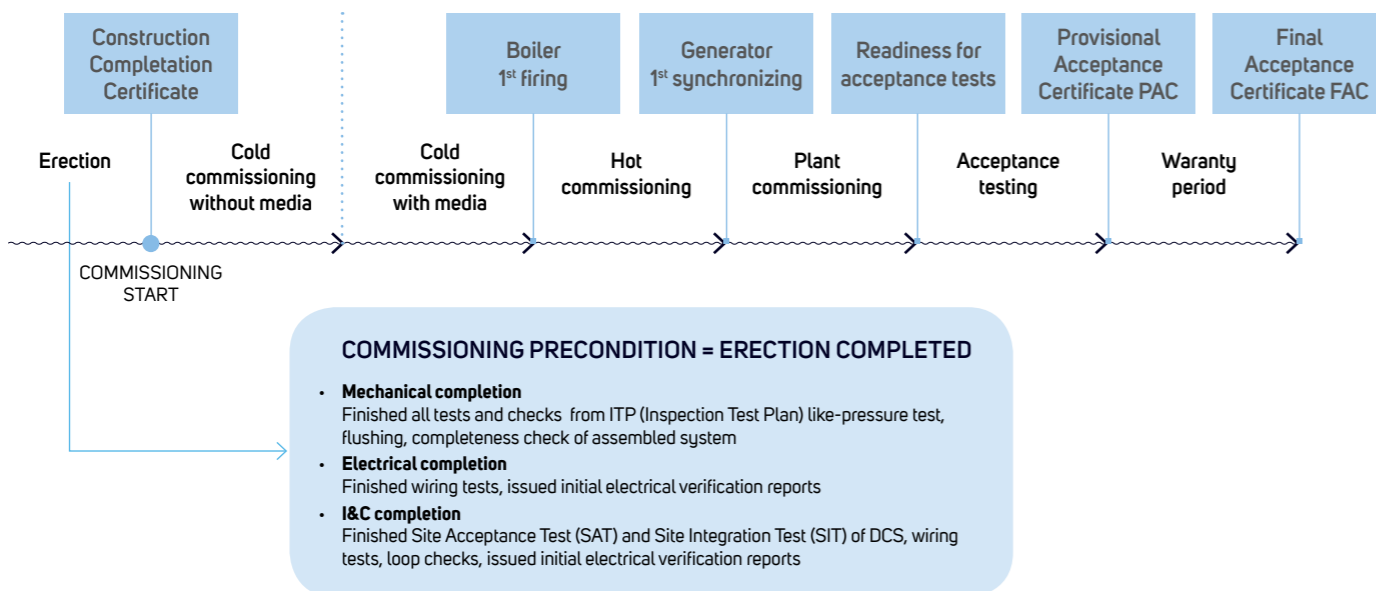 Construction
Completation
Certificate
Boiler
1st firing
Generator
1st synchronizing
Readiness for
acceptance tests
Provisional
Acceptance
Certificate PAC
Final
Acceptance
Certificate FAC
Erection
Cold
commissioning
without media
Cold
commissioning
with media
Hot
commissioning
Plant
commissioning
Acceptance
testing
Waranty
period
COMMISSIONING
START
COMMISSIONING PRECONDITION = ERECTION COMPLETED
• Mechanical completion
Finished all tests and checks from ITP (Inspection Test Plan) like-pressure test,
flushing, completeness check of assembled system
• Electrical completion
Finished wiring tests, issued initial electrical verification reports
• I&C completion
Finished Site Acceptance Test (SAT) and Site Integration Test (SIT) of DCS, wiring
tests, loop checks, issued initial electrical verification reports